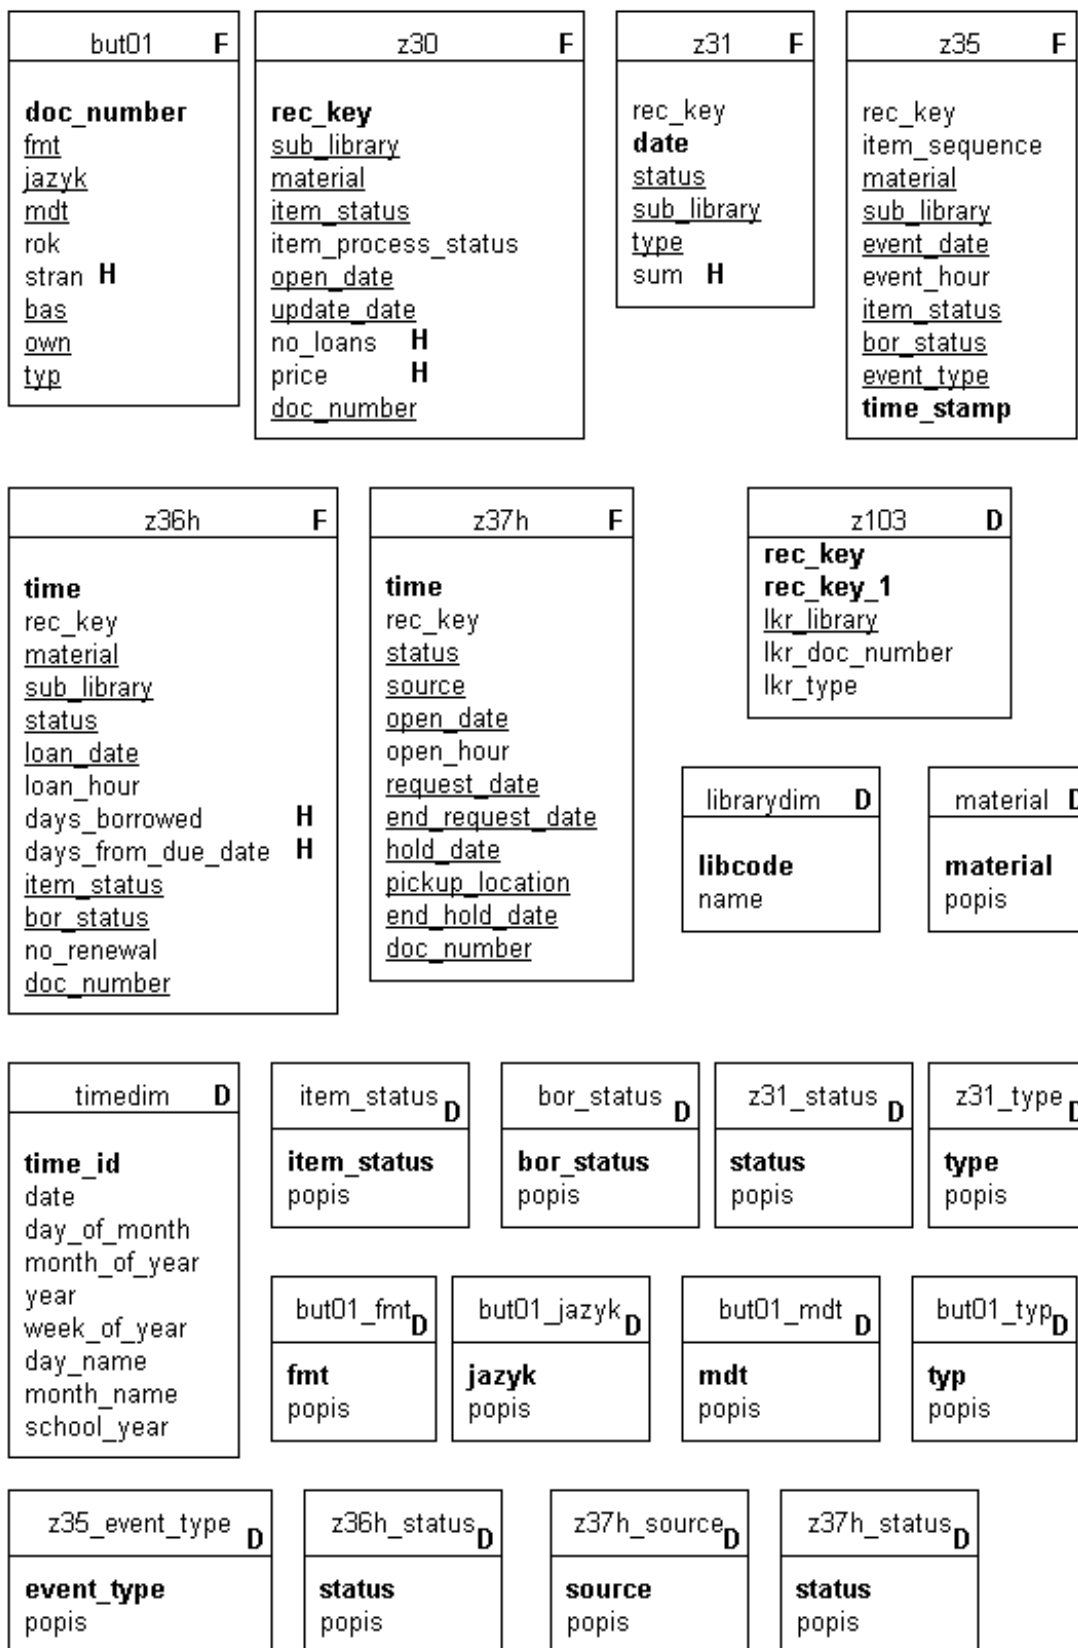 but01 F
doc_number
fmt
jazyk
mdt
rok
stran H
bas
own
typ
z30 F
rec_key
sub_library
material
item_status
item_process_status
open_date
update_date
no_loans H
price H
doc_number
z31 F
rec_key
date
status
sub_library
type
sum H
z35 F
rec_key
item_sequence
material
sub_library
event_date
event_hour
item_status
bor_status
event_type
time_stamp
z36h F
time
rec_key
material
sub_library
status
loan_date
loan_hour
days_borrowed H
days_from_due_date H
item_status
bor_status
no_renewal
doc_number
z37h F
time
rec_key
status
source
open_date
open_hour
request_date
end_request_date
hold_date
pickup_location
end_hold_date
doc_number
z103 D
rec_key
rec_key_1
lkr_library
lkr_doc_number
lkr_type
librarydim D
libcode
name
material D
material
popis
timedim D
time_id
date
day_of_month
month_of_year
year
week_of_year
day_name
month_name
school_year
item_status D
item_status
popis
bor_status D
bor_status
popis
z31_status D
status
popis
z31_type D
type
popis
but01_fmt D
fmt
popis
but01_jazyk D
jazyk
popis
but01_mdt D
mdt
popis
but01_typ D
typ
popis
z35_event_type D
event_type
popis
z36h_status D
status
popis
z37h_source D
source
popis
z37h_status D
status
popis